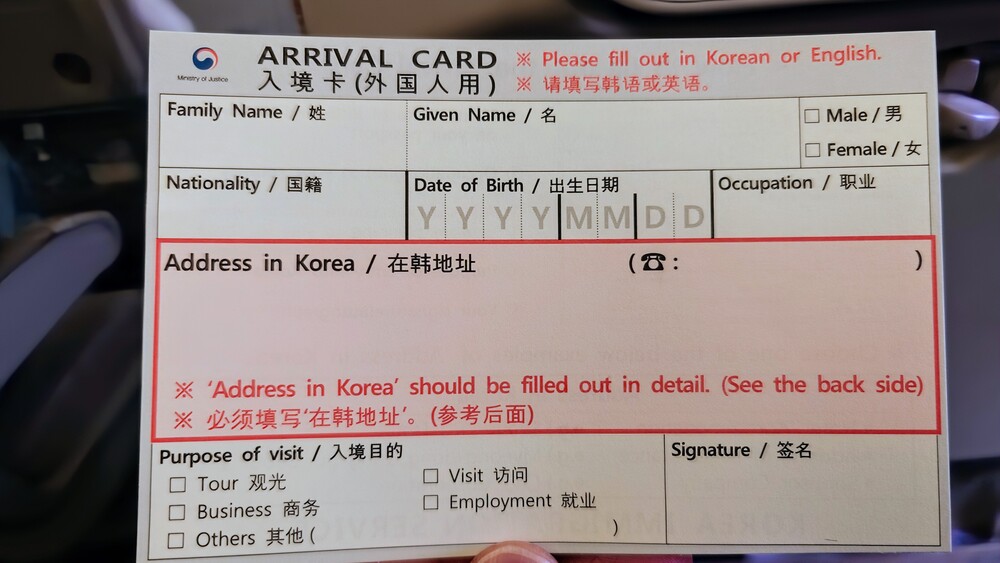 ARRIVAL CARD
入境卡(外国人用)
※ Please fill out in Korean or English.
※ 请填写韩语或英语。
Ministry of Justice
Family Name / 姓
Given Name / 名
□ Male / 男
□ Female / 女
Nationality / 国籍
Date of Birth / 出生日期
Y Y Y Y M M D D
Occupation / 职业
Address in Korea / 在韩地址 (☎: )
※ 'Address in Korea' should be filled out in detail. (See the back side)
※ 必须填写'在韩地址'。(参考后面)
Purpose of visit / 入境目的
□ Tour 观光
□ Visit 访问
□ Business 商务
□ Employment 就业
□ Others 其他 ( )
Signature / 签名